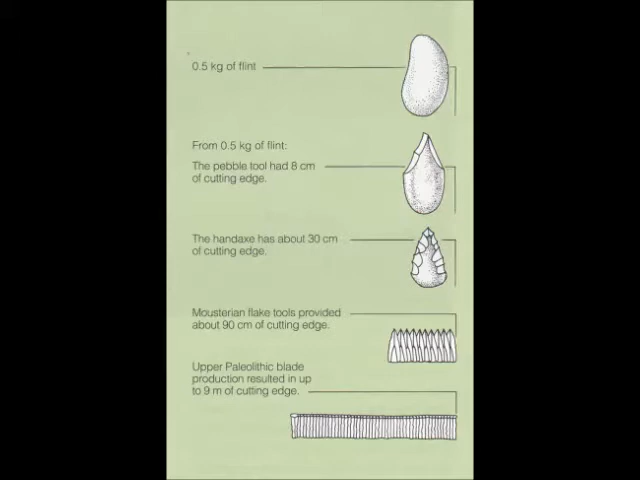 0.5 kg of flint
From 0.5 kg of flint:
The pebble tool had 8 cm
of cutting edge.
The handaxe has about 30 cm
of cutting edge.
Mousterian flake tools provided
about 90 cm of cutting edge.
Upper Paleolithic blade
production resulted in up
to 9 m of cutting edge.